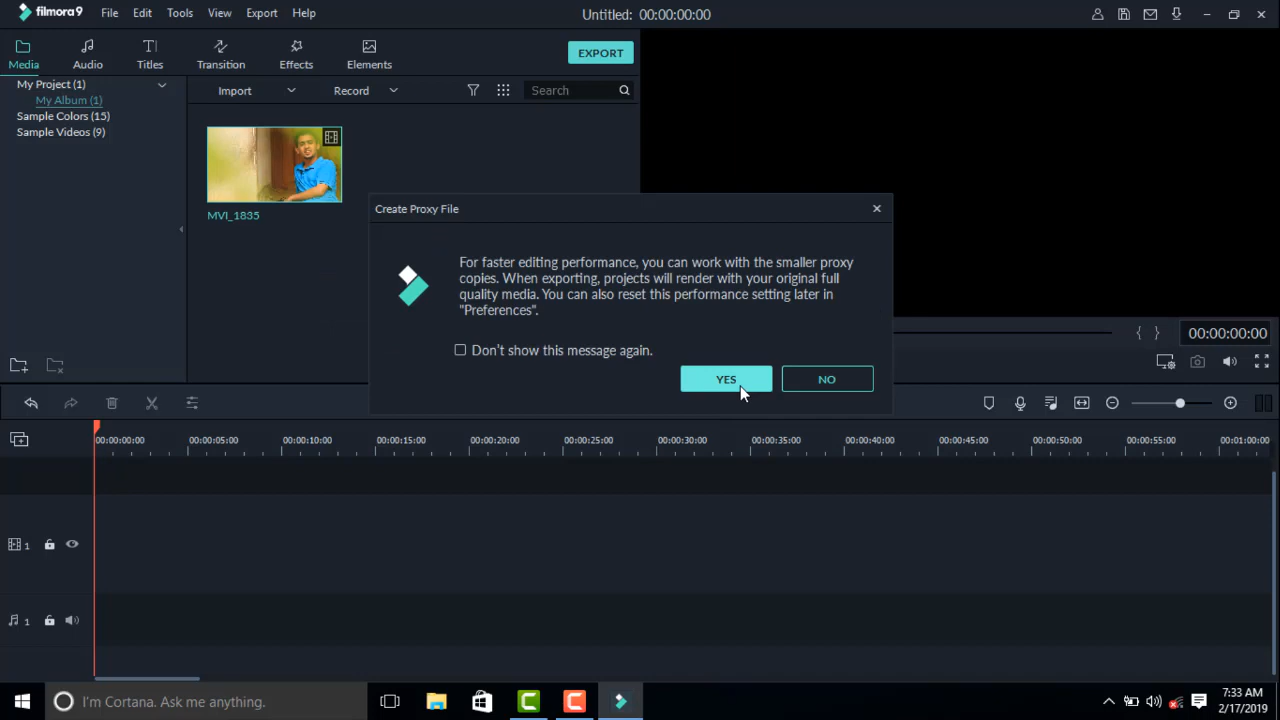 filmora 9 File Edit Tools View Export Help Untitled: 00:00:00:00
Media Audio Titles Transition Effects Elements EXPORT
My Project (1) Import Record Search
My Album (1)
Sample Colors (15)
Sample Videos (9)
MVI_1835
Create Proxy File
For faster editing performance, you can work with the smaller proxy
copies. When exporting, projects will render with your original full
quality media. You can also reset this performance setting later in
"Preferences".
Don't show this message again.
YES NO
{ } 00:00:00:00
00:00:00:00 00:00:05:00 00:00:10:00 00:00:15:00 00:00:20:00 00:00:25:00 00:00:30:00 00:00:35:00 00:00:40:00 00:00:45:00 00:00:50:00 00:00:55:00 00:01:00:00
1
1
I'm Cortana. Ask me anything.
7:33 AM
2/17/2019